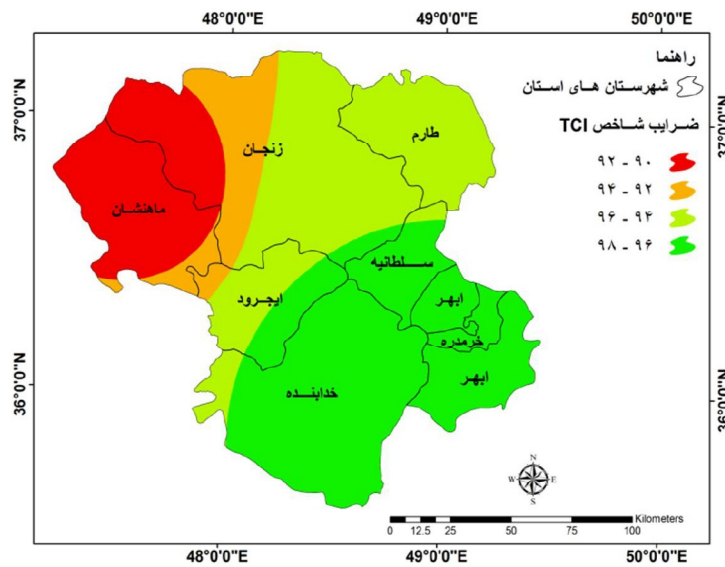 48°0'0"E 49°0'0"E 50°0'0"E
راهنما
شهرستان های استان
ضرایب شاخص TCI
۹۲ - ۹۰
۹۴ - ۹۲
۹۶ - ۹۴
۹۸ - ۹۶
37°0'0"N 37°0'0"N
طارم
زنجان
ماهنشان
سلطانیه
ایجرود
ابهر
خرمدره
ابهر
خدابنده
36°0'0"N 36°0'0"N
N
W E
S
Kilometers
0 12.5 25 50 75 100
48°0'0"E 49°0'0"E 50°0'0"E